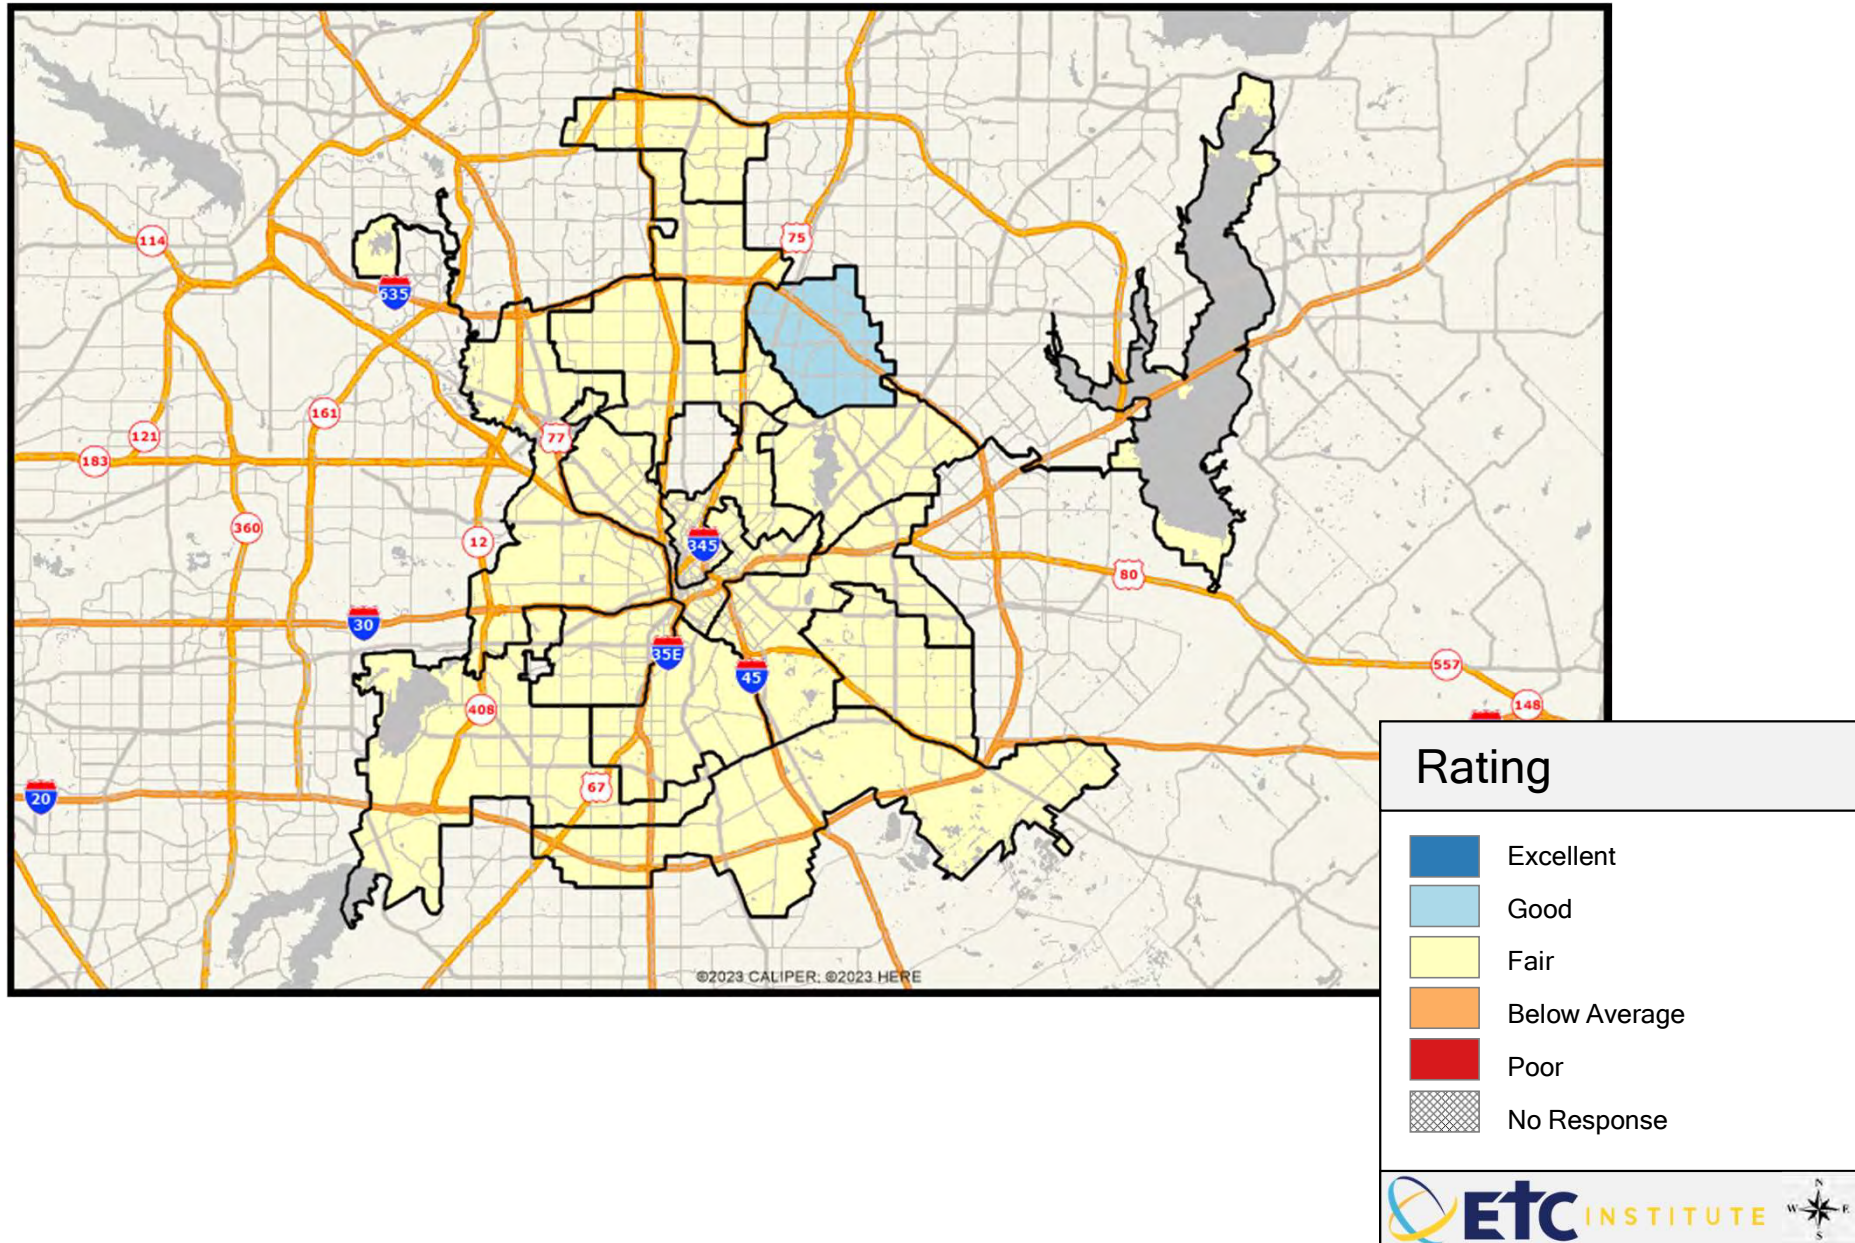 114
75
635
161
121
77
183
360
12
345
80
30
35E
45
557
408
148
67
20
©2023 CALIPER; ©2023 HERE
Rating
Excellent
Good
Fair
Below Average
Poor
No Response
N
W E
S
ETC INSTITUTE